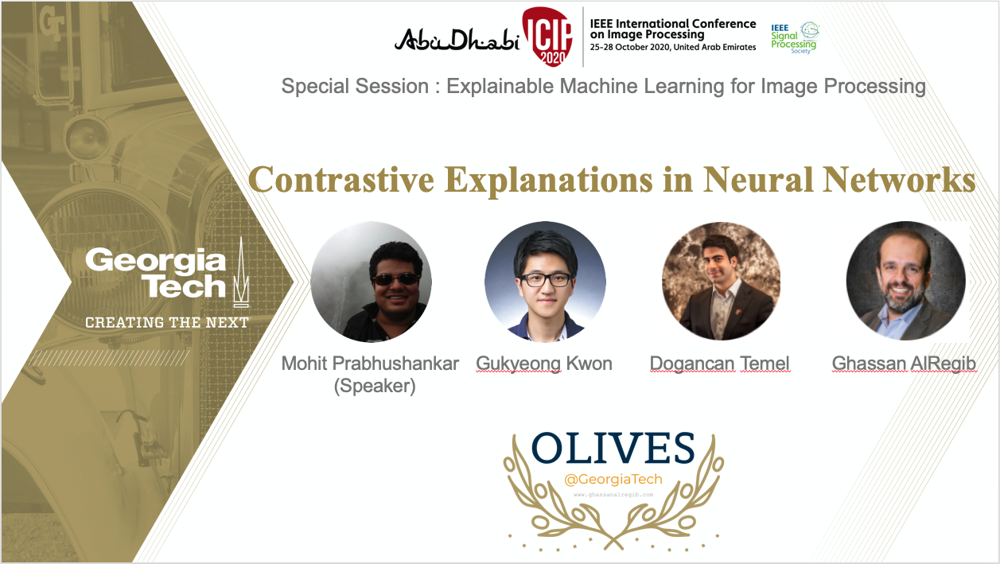 AbuDhabi
ICIP
2020
IEEE International Conference
on Image Processing
25-28 October 2020, United Arab Emirates
IEEE
Signal
Processing
Society
Special Session : Explainable Machine Learning for Image Processing
Contrastive Explanations in Neural Networks
GT
Georgia
Tech
CREATING THE NEXT
Mohit Prabhushankar
(Speaker)
Gukyeong Kwon
Dogancan Temel
Ghassan AlRegib
OLIVES
@GeorgiaTech
www.ghassanalregib.com